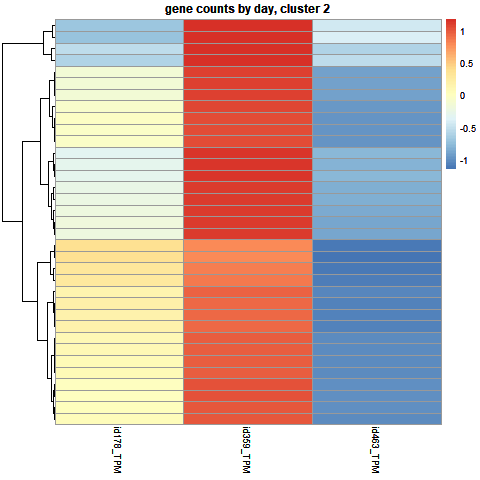 gene counts by day, cluster 2
1
0.5
0
-0.5
-1
id178_TPM
id359_TPM
id463_TPM